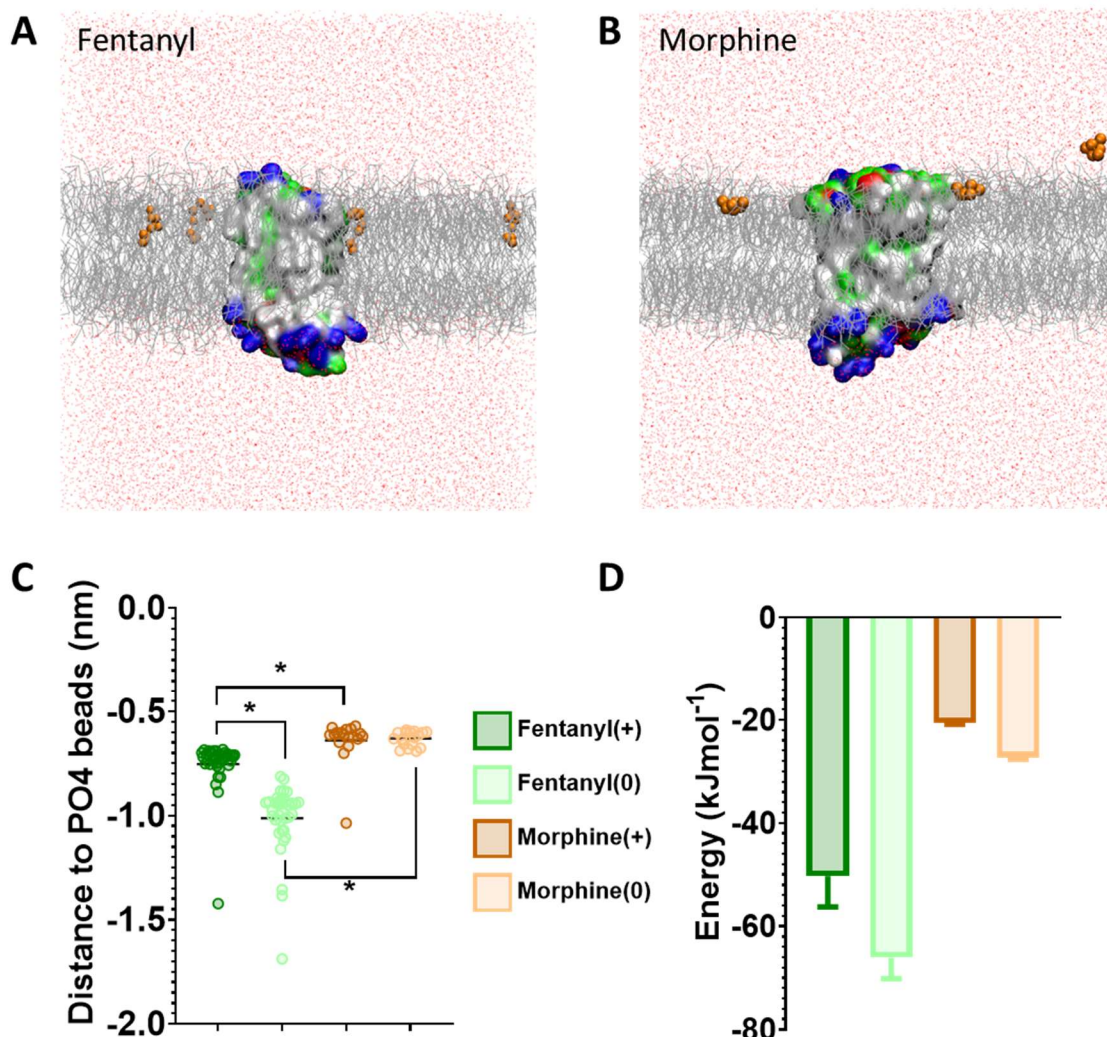 A
Fentanyl
B
Morphine
C
Distance to PO4 beads (nm)
0.0
-0.5
-1.0
-1.5
-2.0
*
*
*
Fentanyl(+)
Fentanyl(0)
Morphine(+)
Morphine(0)
D
Energy (kJmol⁻¹)
0
-20
-40
-60
-80